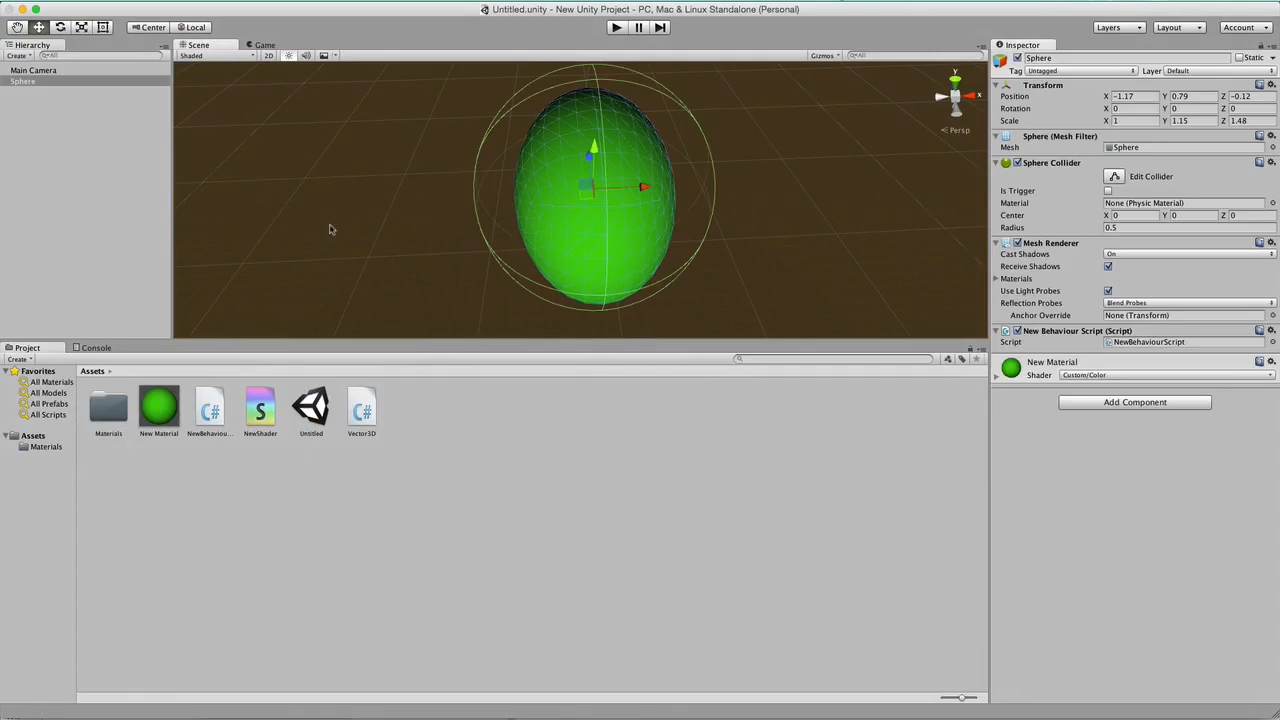 Untitled.unity - New Unity Project - PC, Mac & Linux Standalone (Personal)
Center Local Layers Layout Account
Hierarchy
Create All
Main Camera
Sphere
Scene Game
Shaded 2D Gizmos All
y
x
Persp
Inspector
Sphere Static
Tag Untagged Layer Default
Transform
Position X -1.17 Y 0.79 Z -0.12
Rotation X 0 Y 0 Z 0
Scale X 1 Y 1.15 Z 1.48
Sphere (Mesh Filter)
Mesh Sphere
Sphere Collider
Edit Collider
Is Trigger
Material None (Physic Material)
Center X 0 Y 0 Z 0
Radius 0.5
Mesh Renderer
Cast Shadows On
Receive Shadows
Materials
Use Light Probes
Reflection Probes Blend Probes
Anchor Override None (Transform)
New Behaviour Script (Script)
Script NewBehaviourScript
New Material
Shader Custom/Color
Add Component
Project Console
Create
Favorites
All Materials
All Models
All Prefabs
All Scripts
Assets
Materials
Assets
Materials New Material NewBehaviou... NewShader Untitled Vector3D
C# S C#